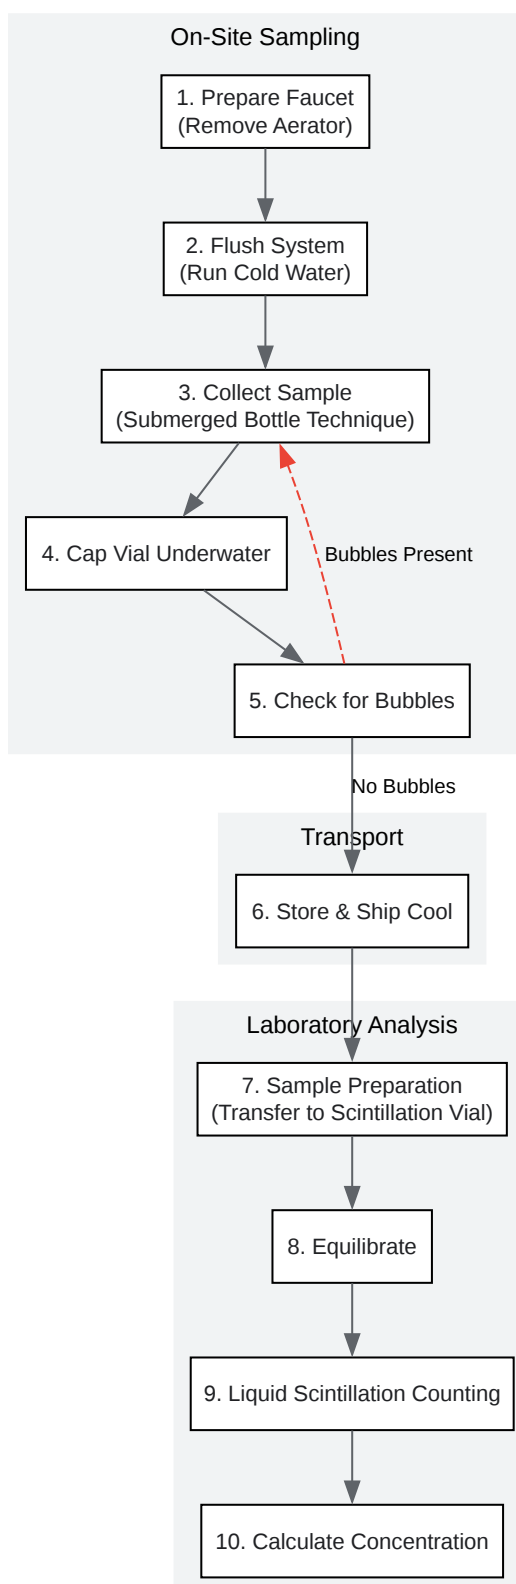 On-Site Sampling
1. Prepare Faucet
(Remove Aerator)
2. Flush System
(Run Cold Water)
3. Collect Sample
(Submerged Bottle Technique)
4. Cap Vial Underwater
Bubbles Present
5. Check for Bubbles
No Bubbles
Transport
6. Store & Ship Cool
Laboratory Analysis
7. Sample Preparation
(Transfer to Scintillation Vial)
8. Equilibrate
9. Liquid Scintillation Counting
10. Calculate Concentration